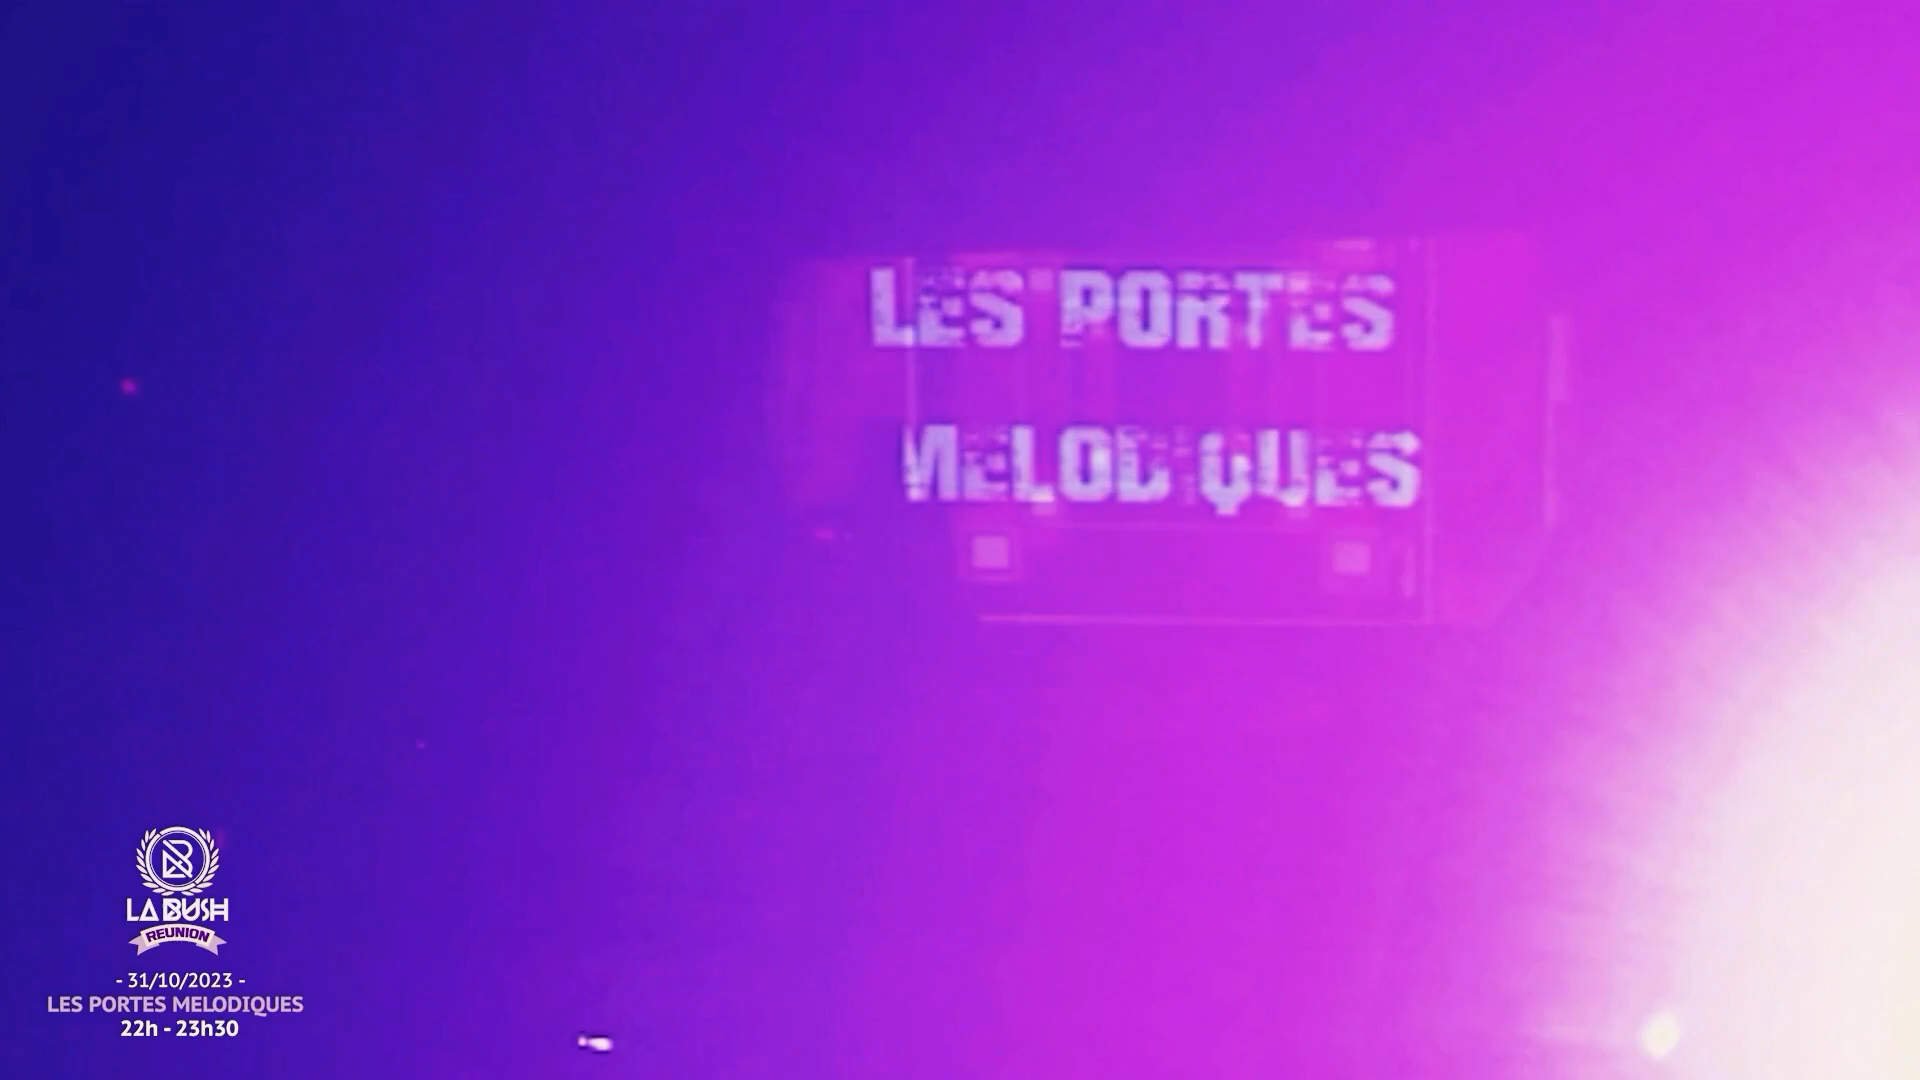 LES PORTES
MELODIQUES
LA BUSH
REUNION
- 31/10/2023 -
LES PORTES MELODIQUES
22h - 23h30